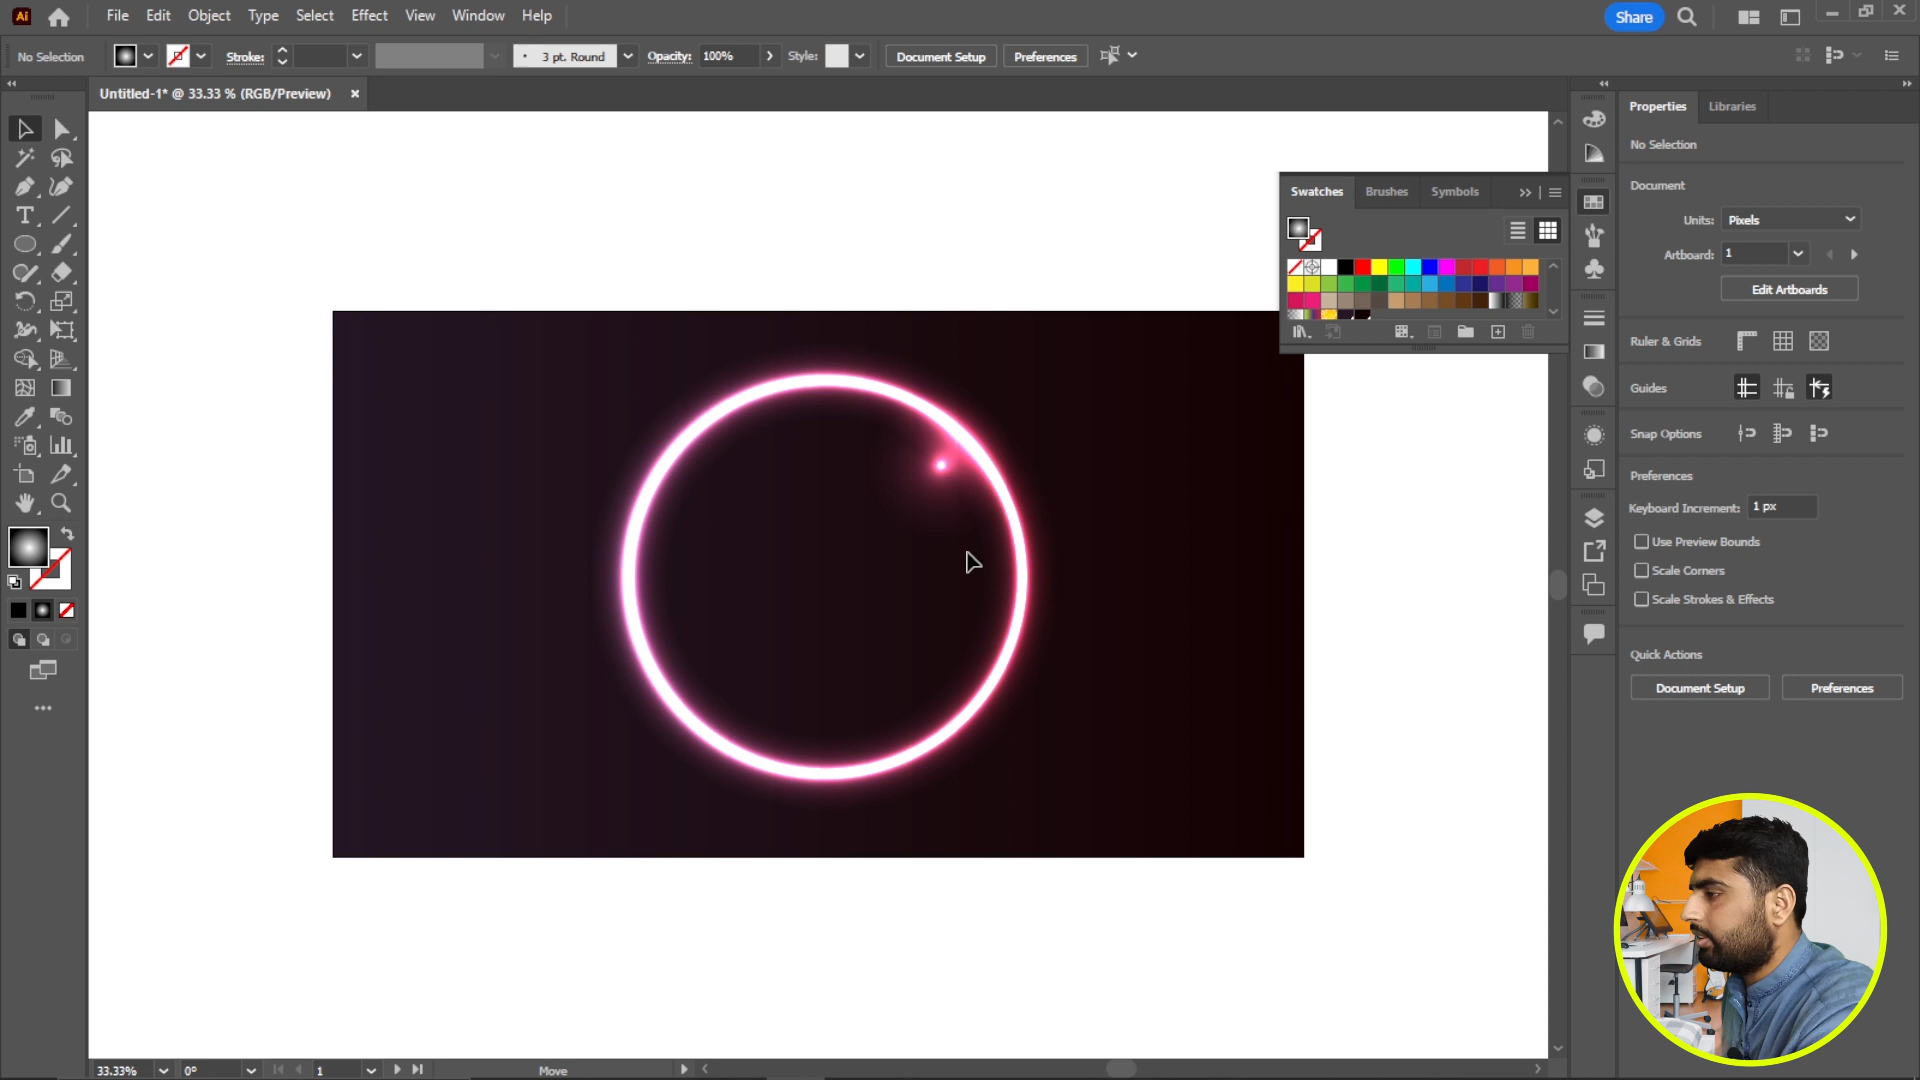 Ai File Edit Object Type Select Effect View Window Help Share
No Selection Stroke: 3 pt. Round Opacity: 100% Style: Document Setup Preferences
Untitled-1* @ 33.33 % (RGB/Preview) ×
Properties Libraries
No Selection
Document
Units: Pixels
Artboard: 1
Edit Artboards
Ruler & Grids
Guides
Snap Options
Preferences
Keyboard Increment: 1 px
Use Preview Bounds
Scale Corners
Scale Strokes & Effects
Quick Actions
Document Setup Preferences
Swatches Brushes Symbols
33.33% 0° 1 Move